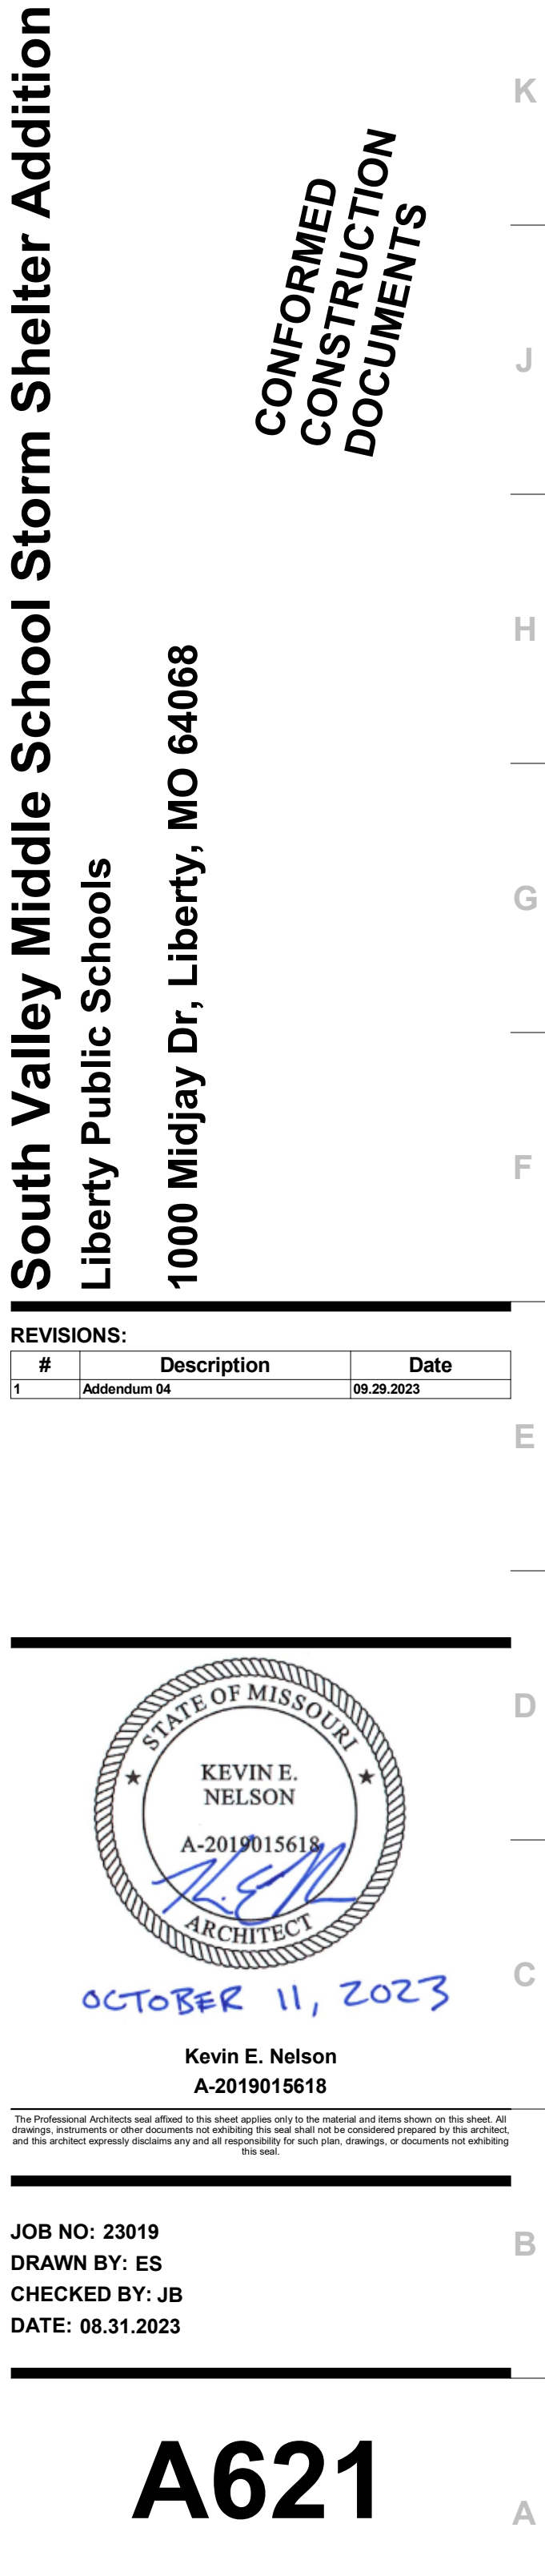 South Valley Middle School Storm Shelter Addition
Liberty Public Schools
1000 Midjay Dr, Liberty, MO 64068
CONFORMED
CONSTRUCTION
DOCUMENTS
K
J
H
G
F
REVISIONS:
# Description Date
1 Addendum 04 09.29.2023
E
D
STATE OF MISSOURI
KEVIN E.
NELSON
A-2019015618
ARCHITECT
C
OCTOBER 11, 2023
Kevin E. Nelson
A-2019015618
The Professional Architects seal affixed to this sheet applies only to the material and items shown on this sheet. All
drawings, instruments or other documents not exhibiting this seal shall not be considered prepared by this architect,
and this architect expressly disclaims any and all responsibility for such plan, drawings, or documents not exhibiting
this seal.
JOB NO: 23019
B
DRAWN BY: ES
CHECKED BY: JB
DATE: 08.31.2023
A621
A